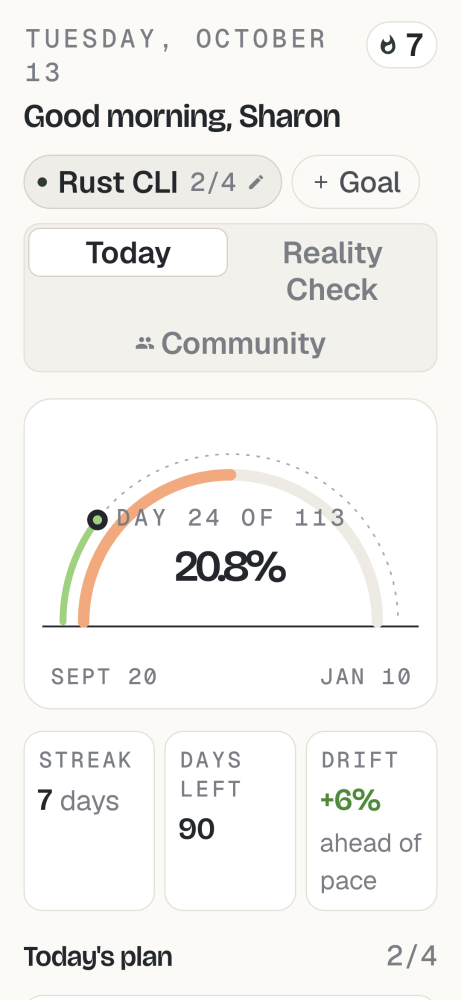 TUESDAY, OCTOBER
13
7
Good morning, Sharon
Rust CLI 2/4
+ Goal
Today
Reality
Check
Community
DAY 24 OF 113
20.8%
SEPT 20
JAN 10
STREAK
7 days
DAYS
LEFT
90
DRIFT
+6%
ahead of
pace
Today's plan
2/4